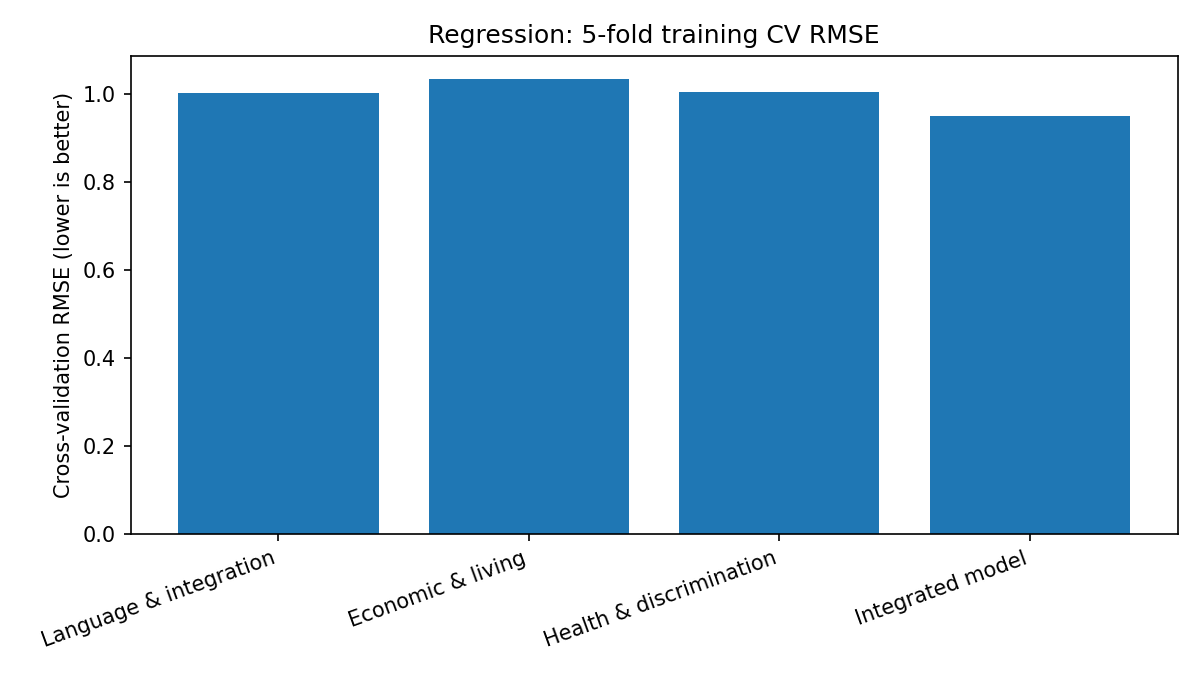 Regression: 5-fold training CV RMSE
Cross-validation RMSE (lower is better)
1.0
0.8
0.6
0.4
0.2
0.0
Language & integration
Economic & living
Health & discrimination
Integrated model